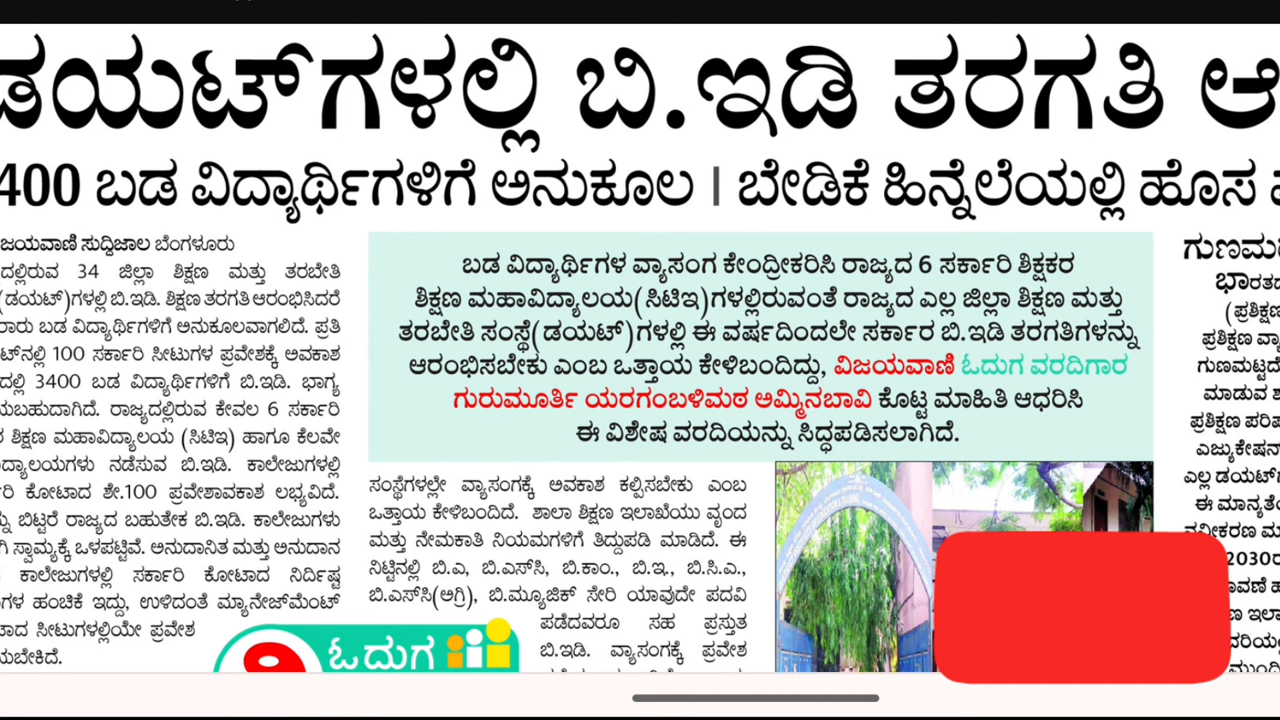 ಡಯಟ್‌ಗಳಲ್ಲಿ ಬಿ.ಇಡಿ ತರಗತಿ ಆ
400 ಬಡ ವಿದ್ಯಾರ್ಥಿಗಳಿಗೆ ಅನುಕೂಲ | ಬೇಡಿಕೆ ಹಿನ್ನೆಲೆಯಲ್ಲಿ ಹೊಸ
ಜಯವಾಣಿ ಸುದ್ದಿಜಾಲ ಬೆಂಗಳೂರು
ದಲ್ಲಿರುವ 34 ಜಿಲ್ಲಾ ಶಿಕ್ಷಣ ಮತ್ತು ತರಬೇತಿ
(ಡಯಟ್)ಗಳಲ್ಲಿ ಬಿ.ಇಡಿ. ಶಿಕ್ಷಣ ತರಗತಿ ಆರಂಭಿಸಿದರೆ
ರಾರು ಬಡ ವಿದ್ಯಾರ್ಥಿಗಳಿಗೆ ಅನುಕೂಲವಾಗಲಿದೆ. ಪ್ರತಿ
ಟ್‌ನಲ್ಲಿ 100 ಸರ್ಕಾರಿ ಸೀಟುಗಳ ಪ್ರವೇಶಕ್ಕೆ ಅವಕಾಶ
ದಲ್ಲಿ 3400 ಬಡ ವಿದ್ಯಾರ್ಥಿಗಳಿಗೆ ಬಿ.ಇಡಿ. ಭಾಗ್ಯ
ಯಬಹುದಾಗಿದೆ. ರಾಜ್ಯದಲ್ಲಿರುವ ಕೇವಲ 6 ಸರ್ಕಾರಿ
ರ ಶಿಕ್ಷಣ ಮಹಾವಿದ್ಯಾಲಯ (ಸಿಟಿಇ) ಹಾಗೂ ಕೆಲವೇ
ದ್ಯಾಲಯಗಳು ನಡೆಸುವ ಬಿ.ಇಡಿ. ಕಾಲೇಜುಗಳಲ್ಲಿ
ರಿ ಕೋಟಾದ ಶೇ.100 ಪ್ರವೇಶಾವಕಾಶ ಲಭ್ಯವಿದೆ.
ನ್ನು ಬಿಟ್ಟರೆ ರಾಜ್ಯದ ಬಹುತೇಕ ಬಿ.ಇಡಿ. ಕಾಲೇಜುಗಳು
ಗಿ ಸ್ವಾಮ್ಯಕ್ಕೆ ಒಳಪಟ್ಟಿವೆ. ಅನುದಾನಿತ ಮತ್ತು ಅನುದಾನ
ಕಾಲೇಜುಗಳಲ್ಲಿ ಸರ್ಕಾರಿ ಕೋಟಾದ ನಿರ್ದಿಷ್ಟ
ಗಳ ಹಂಚಿಕೆ ಇದ್ದು, ಉಳಿದಂತೆ ಮ್ಯಾನೇಜ್‌ಮೆಂಟ್
ಟಾದ ಸೀಟುಗಳಲ್ಲಿಯೇ ಪ್ರವೇಶ
ಯಬೇಕಿದೆ.
ಬಡ ವಿದ್ಯಾರ್ಥಿಗಳ ವ್ಯಾಸಂಗ ಕೇಂದ್ರೀಕರಿಸಿ ರಾಜ್ಯದ 6 ಸರ್ಕಾರಿ ಶಿಕ್ಷಕರ
ಶಿಕ್ಷಣ ಮಹಾವಿದ್ಯಾಲಯ(ಸಿಟಿಇ)ಗಳಲ್ಲಿರುವಂತೆ ರಾಜ್ಯದ ಎಲ್ಲ ಜಿಲ್ಲಾ ಶಿಕ್ಷಣ ಮತ್ತು
ತರಬೇತಿ ಸಂಸ್ಥೆ(ಡಯಟ್)ಗಳಲ್ಲಿ ಈ ವರ್ಷದಿಂದಲೇ ಸರ್ಕಾರ ಬಿ.ಇಡಿ ತರಗತಿಗಳನ್ನು
ಆರಂಭಿಸಬೇಕು ಎಂಬ ಒತ್ತಾಯ ಕೇಳಿಬಂದಿದ್ದು, ವಿಜಯವಾಣಿ ಓದುಗ ವರದಿಗಾರ
ಗುರುಮೂರ್ತಿ ಯರಗಂಬಳಿಮಠ ಅಮ್ಮಿನಬಾವಿ ಕೊಟ್ಟ ಮಾಹಿತಿ ಆಧರಿಸಿ
ಈ ವಿಶೇಷ ವರದಿಯನ್ನು ಸಿದ್ಧಪಡಿಸಲಾಗಿದೆ.
ಸಂಸ್ಥೆಗಳಲ್ಲೇ ವ್ಯಾಸಂಗಕ್ಕೆ ಅವಕಾಶ ಕಲ್ಪಿಸಬೇಕು ಎಂಬ
ಒತ್ತಾಯ ಕೇಳಿಬಂದಿದೆ. ಶಾಲಾ ಶಿಕ್ಷಣ ಇಲಾಖೆಯು ವೃಂದ
ಮತ್ತು ನೇಮಕಾತಿ ನಿಯಮಗಳಿಗೆ ತಿದ್ದುಪಡಿ ಮಾಡಿದೆ. ಈ
ನಿಟ್ಟಿನಲ್ಲಿ ಬಿ.ಎ, ಬಿ.ಎಸ್‌ಸಿ, ಬಿ.ಕಾಂ., ಬಿ.ಇ., ಬಿ.ಸಿ.ಎ.,
ಬಿ.ಎಸ್‌ಸಿ(ಅಗ್ರಿ), ಬಿ.ಮ್ಯೂಜಿಕ್ ಸೇರಿ ಯಾವುದೇ ಪದವಿ
ಪಡೆದವರೂ ಸಹ ಪ್ರಸ್ತುತ
ಬಿ.ಇಡಿ. ವ್ಯಾಸಂಗಕ್ಕೆ ಪ್ರವೇಶ
ಓದುಗ
ಗುಣಮ
ಭಾರತದ
(ಪ್ರಶಿಕ್ಷಣ
ಪ್ರಶಿಕ್ಷಣ ವ್ಯ
ಗುಣಮಟ್ಟದ
ಮಾಡುವ ಶ
ಪ್ರಶಿಕ್ಷಣ ಪರಿಷ
ಎಜ್ಯುಕೇಷನ್
ಎಲ್ಲ ಡಯಟ್‌ಗ
ಈ ಮಾನ್ಯತೆ
ನವೀಕರಣ ಮ
2030ರ